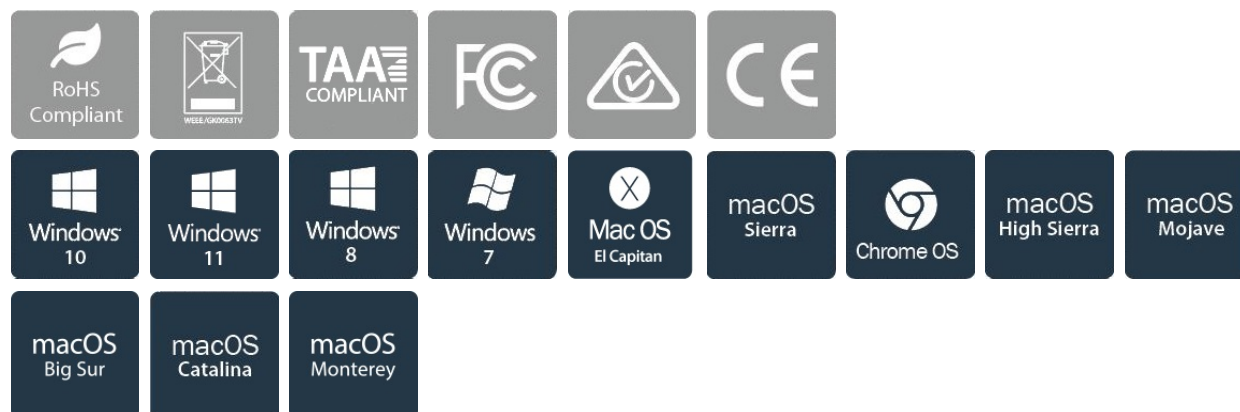 RoHS
Compliant
WEEE/GK0063TV
TAA
COMPLIANT
FC
CE
Windows
10
Windows
11
Windows
8
Windows
7
X
Mac OS
El Capitan
macOS
Sierra
Chrome OS
macOS
High Sierra
macOS
Mojave
macOS
Big Sur
macOS
Catalina
macOS
Monterey